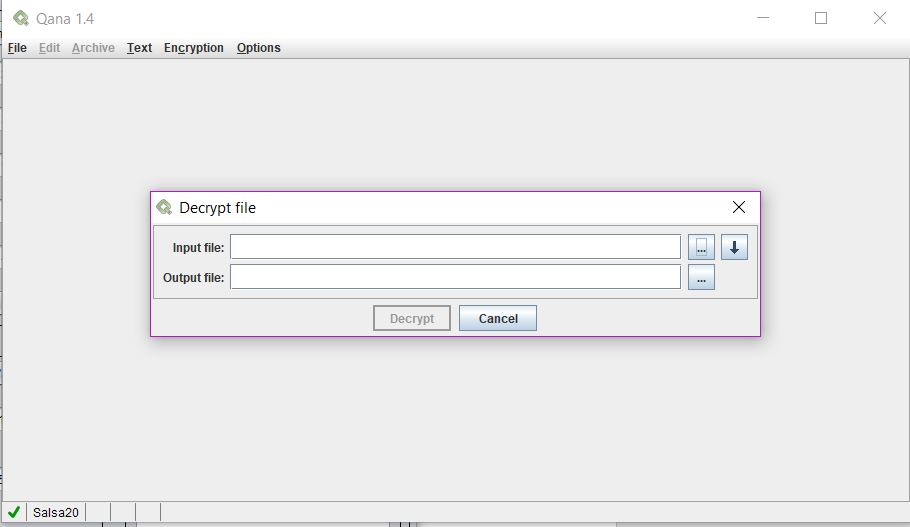 Qana 1.4
File Edit Archive Text Encryption Options
Decrypt file
Input file: ...
Output file: ...
Decrypt Cancel
Salsa20